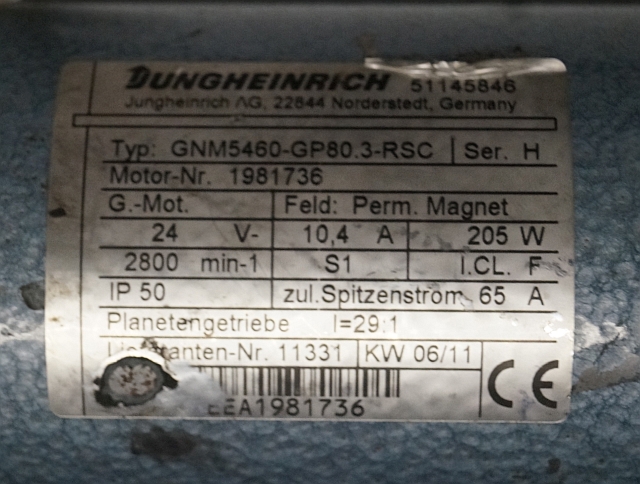 JUNGHEINRICH 51145846
Jungheinrich AG, 22844 Norderstedt, Germany
Typ: GNM5460-GP80.3-RSC Ser. H
Motor-Nr. 1981736
G.-Mot. Feld: Perm. Magnet
24 V- 10,4 A 205 W
2800 min-1 S1 I.CL. F
IP 50 zul.Spitzenstrom 65 A
Planetengetriebe I=29:1
Lieferanten-Nr. 11331 KW 06/11
EEA1981736 CE